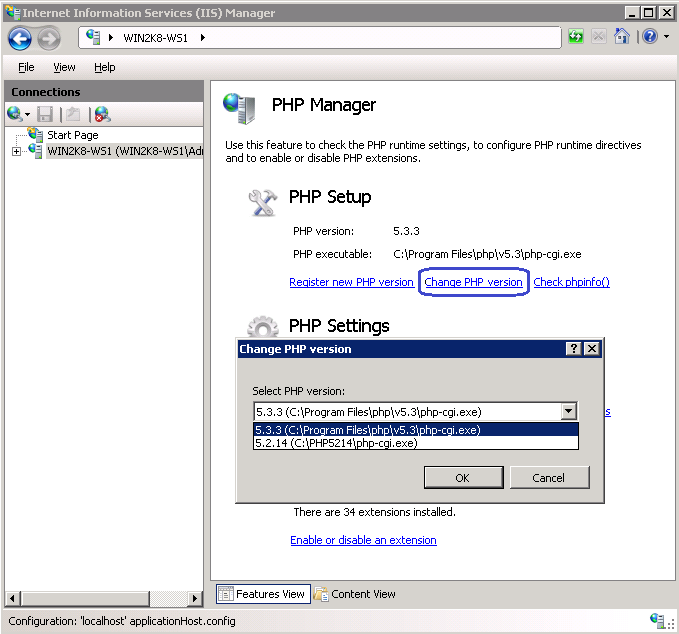 Internet Information Services (IIS) Manager
WIN2K8-WS1
File View Help
Connections
Start Page
WIN2K8-WS1 (WIN2K8-WS1\Adr
PHP Manager
Use this feature to check the PHP runtime settings, to configure PHP runtime directives
and to enable or disable PHP extensions.
PHP Setup
PHP version: 5.3.3
PHP executable: C:\Program Files\php\v5.3\php-cgi.exe
Register new PHP version Change PHP version Check phpinfo()
PHP Settings
Change PHP version
Select PHP version:
5.3.3 (C:\Program Files\php\v5.3\php-cgi.exe)
5.3.3 (C:\Program Files\php\v5.3\php-cgi.exe)
5.2.14 (C:\PHP5214\php-cgi.exe)
s
OK Cancel
There are 34 extensions installed.
Enable or disable an extension
Features View Content View
Configuration: 'localhost' applicationHost.config